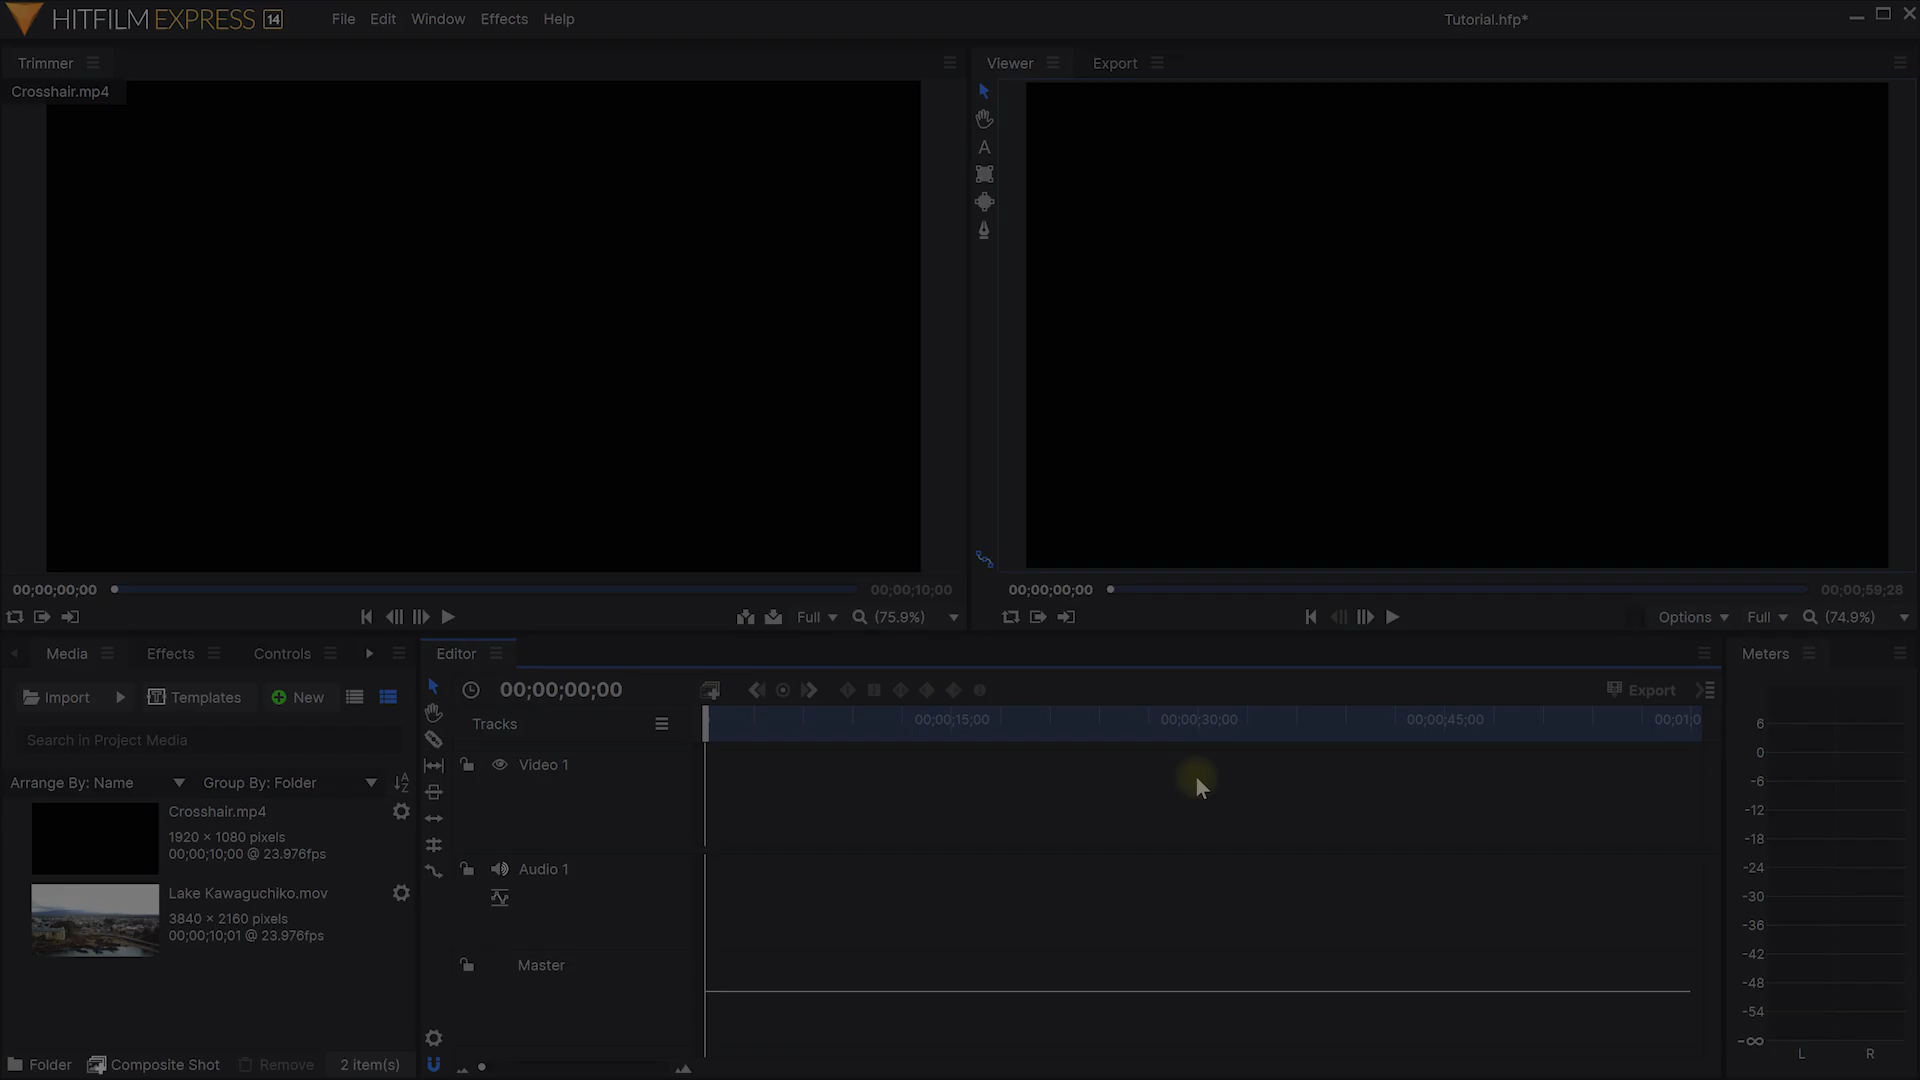 HITFILM EXPRESS 14 File Edit Window Effects Help Tutorial.hfp*
Trimmer Viewer Export
Crosshair.mp4
A
00;00;00;00 00;00;10;00 00;00;00;00 00;00;59;28
Full (75.9%) Options Full (74.9%)
Media Effects Controls Editor Meters
Import Templates New 00;00;00;00 Export
Tracks 00;00;15;00 00;00;30;00 00;00;45;00 00;01;0
Search in Project Media
Arrange By: Name Group By: Folder A Z
Video 1
Crosshair.mp4
1920 × 1080 pixels
00;00;10;00 @ 23.976fps
Audio 1
Lake Kawaguchiko.mov
3840 × 2160 pixels
00;00;10;01 @ 23.976fps
Master
6
0
-6
-12
-18
-24
-30
-36
-42
-48
-54
-∞
L R
Folder Composite Shot Remove 2 item(s)